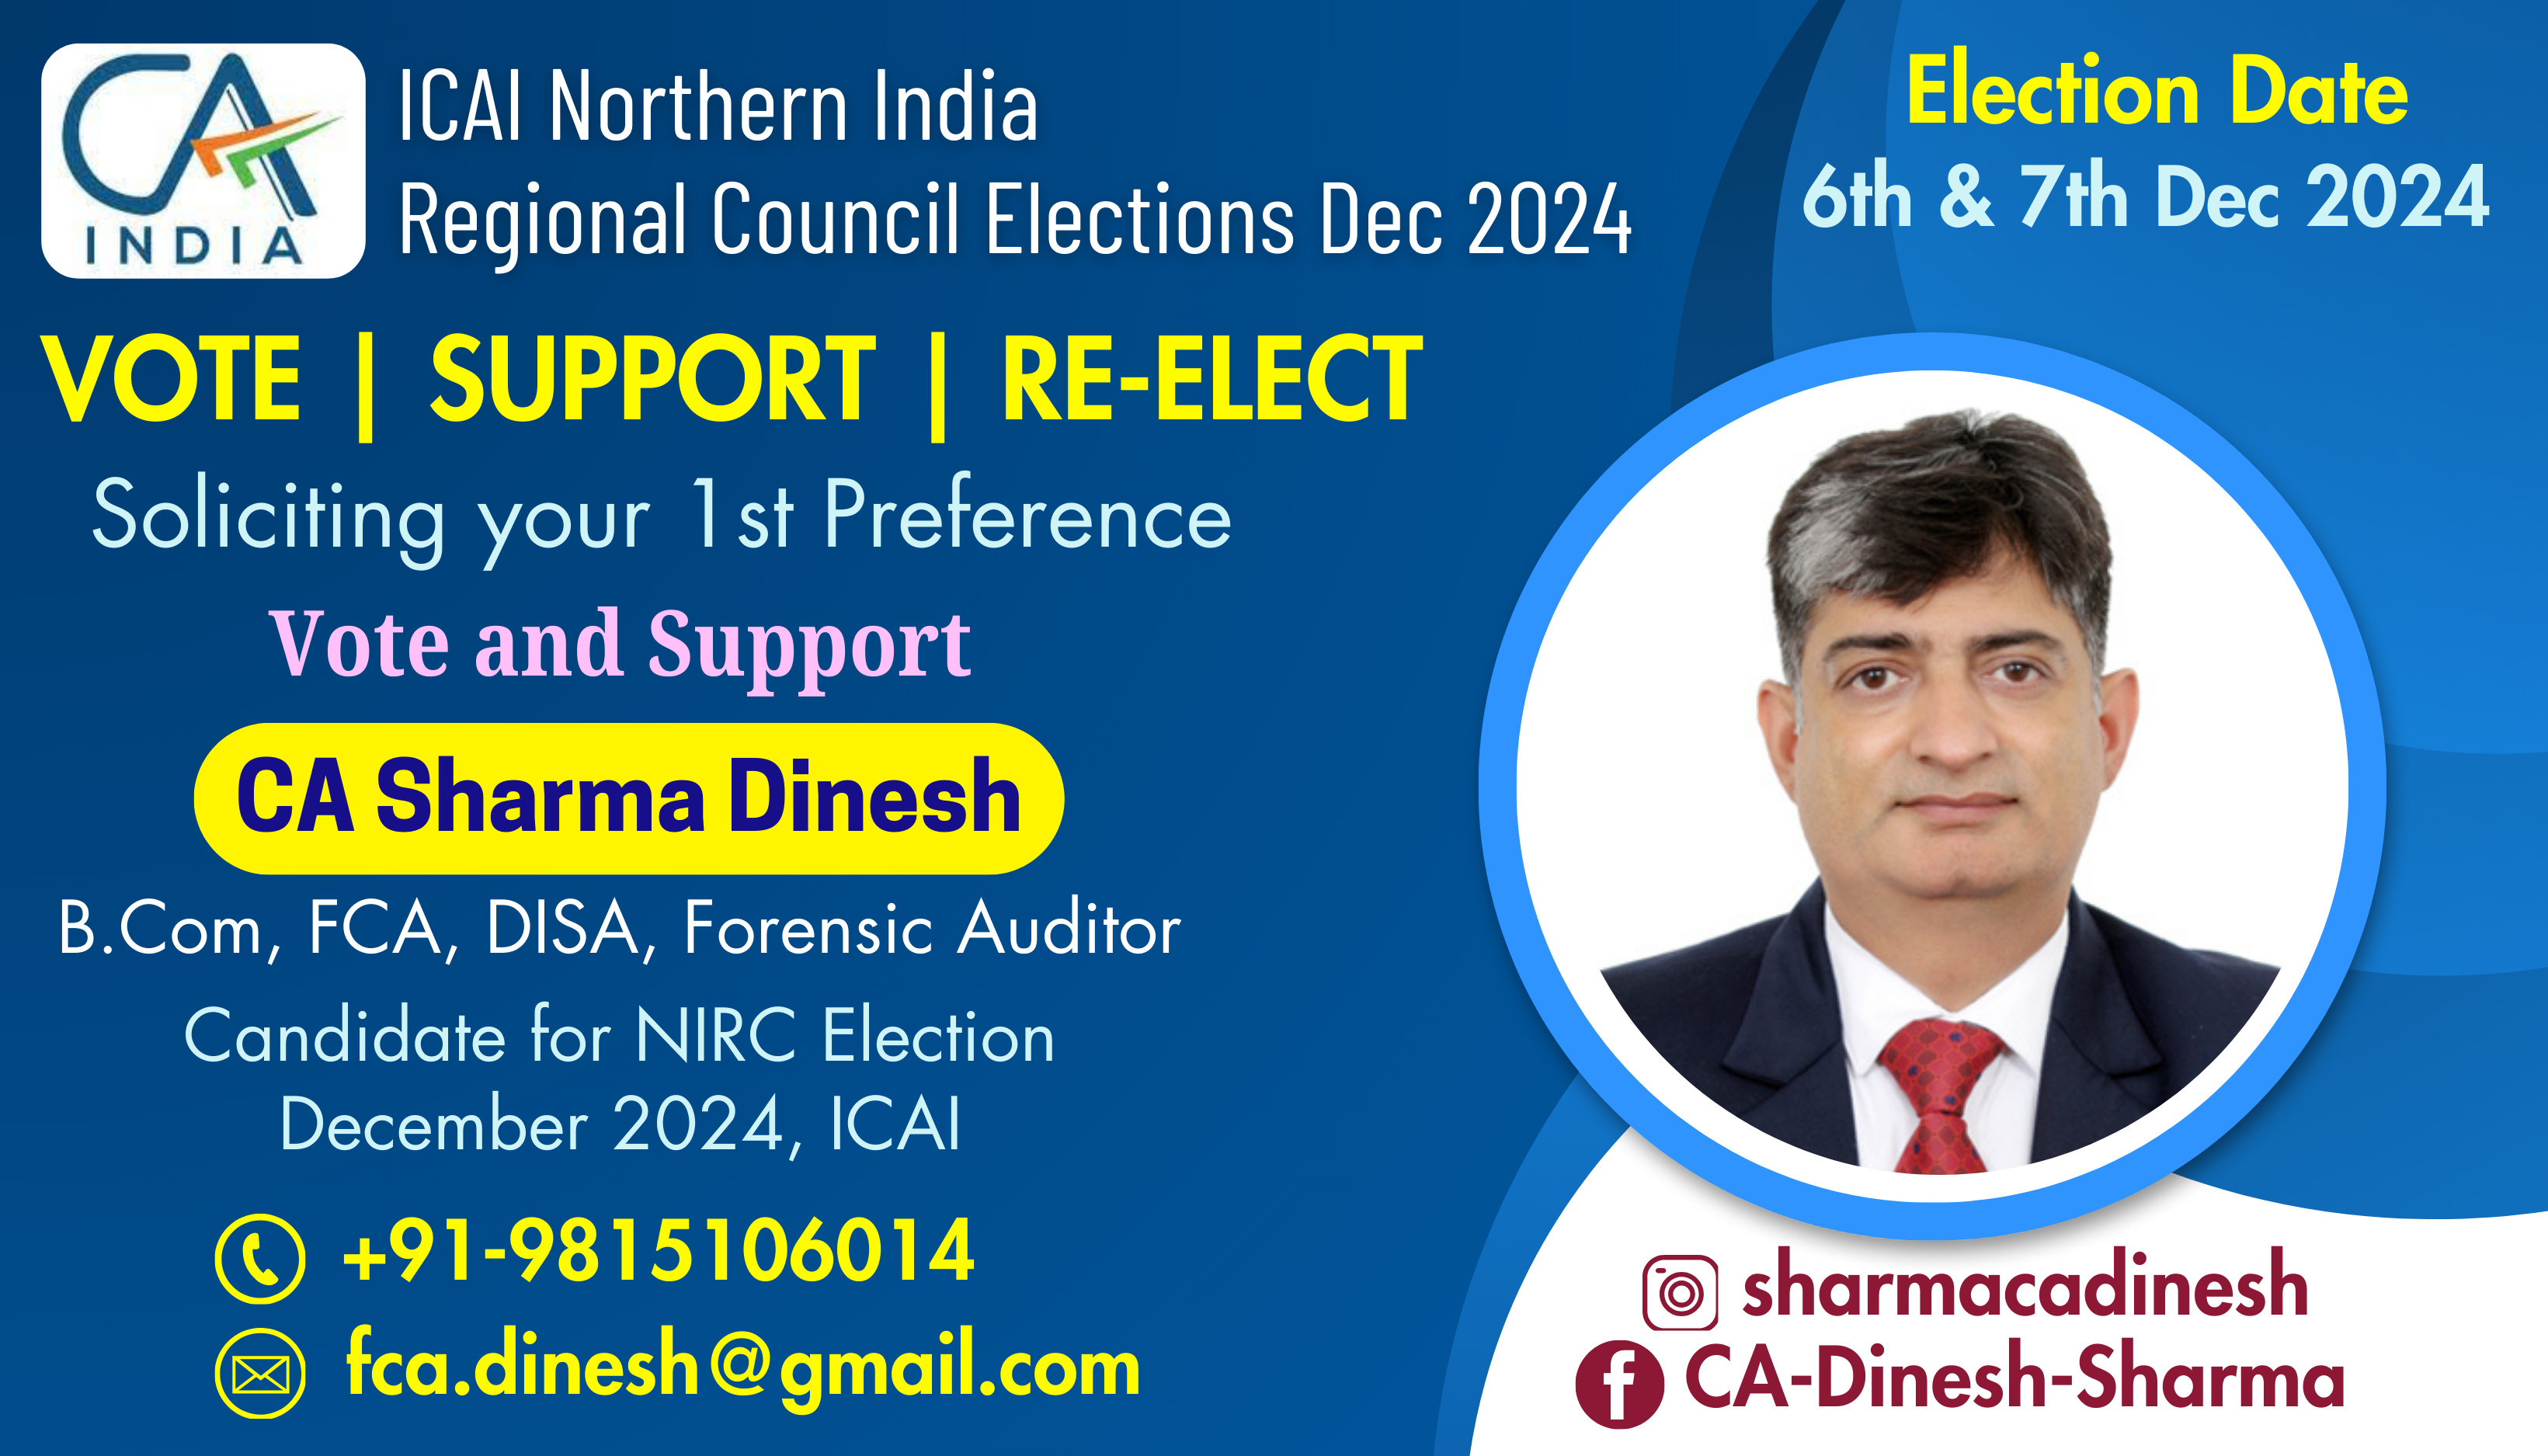 CA
INDIA
ICAI Northern India
Regional Council Elections Dec 2024
Election Date
6th & 7th Dec 2024
VOTE | SUPPORT | RE-ELECT
Soliciting your 1st Preference
Vote and Support
CA Sharma Dinesh
B.Com, FCA, DISA, Forensic Auditor
Candidate for NIRC Election
December 2024, ICAI
+91-9815106014
fca.dinesh@gmail.com
sharmacadinesh
CA-Dinesh-Sharma